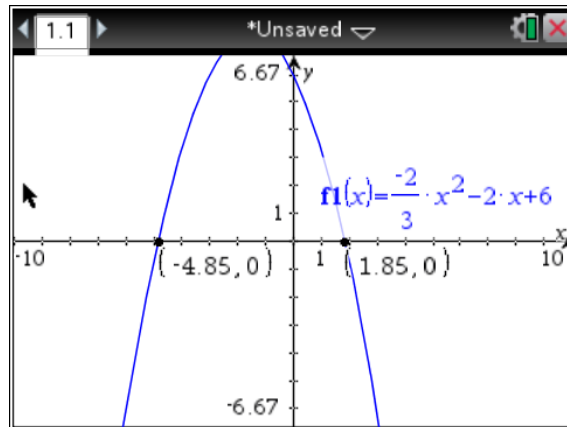 1.1 *Unsaved
6.67 y
f1(x)=-2/3·x²-2·x+6
1
-10 1 10 x
(-4.85,0) (1.85,0)
-6.67